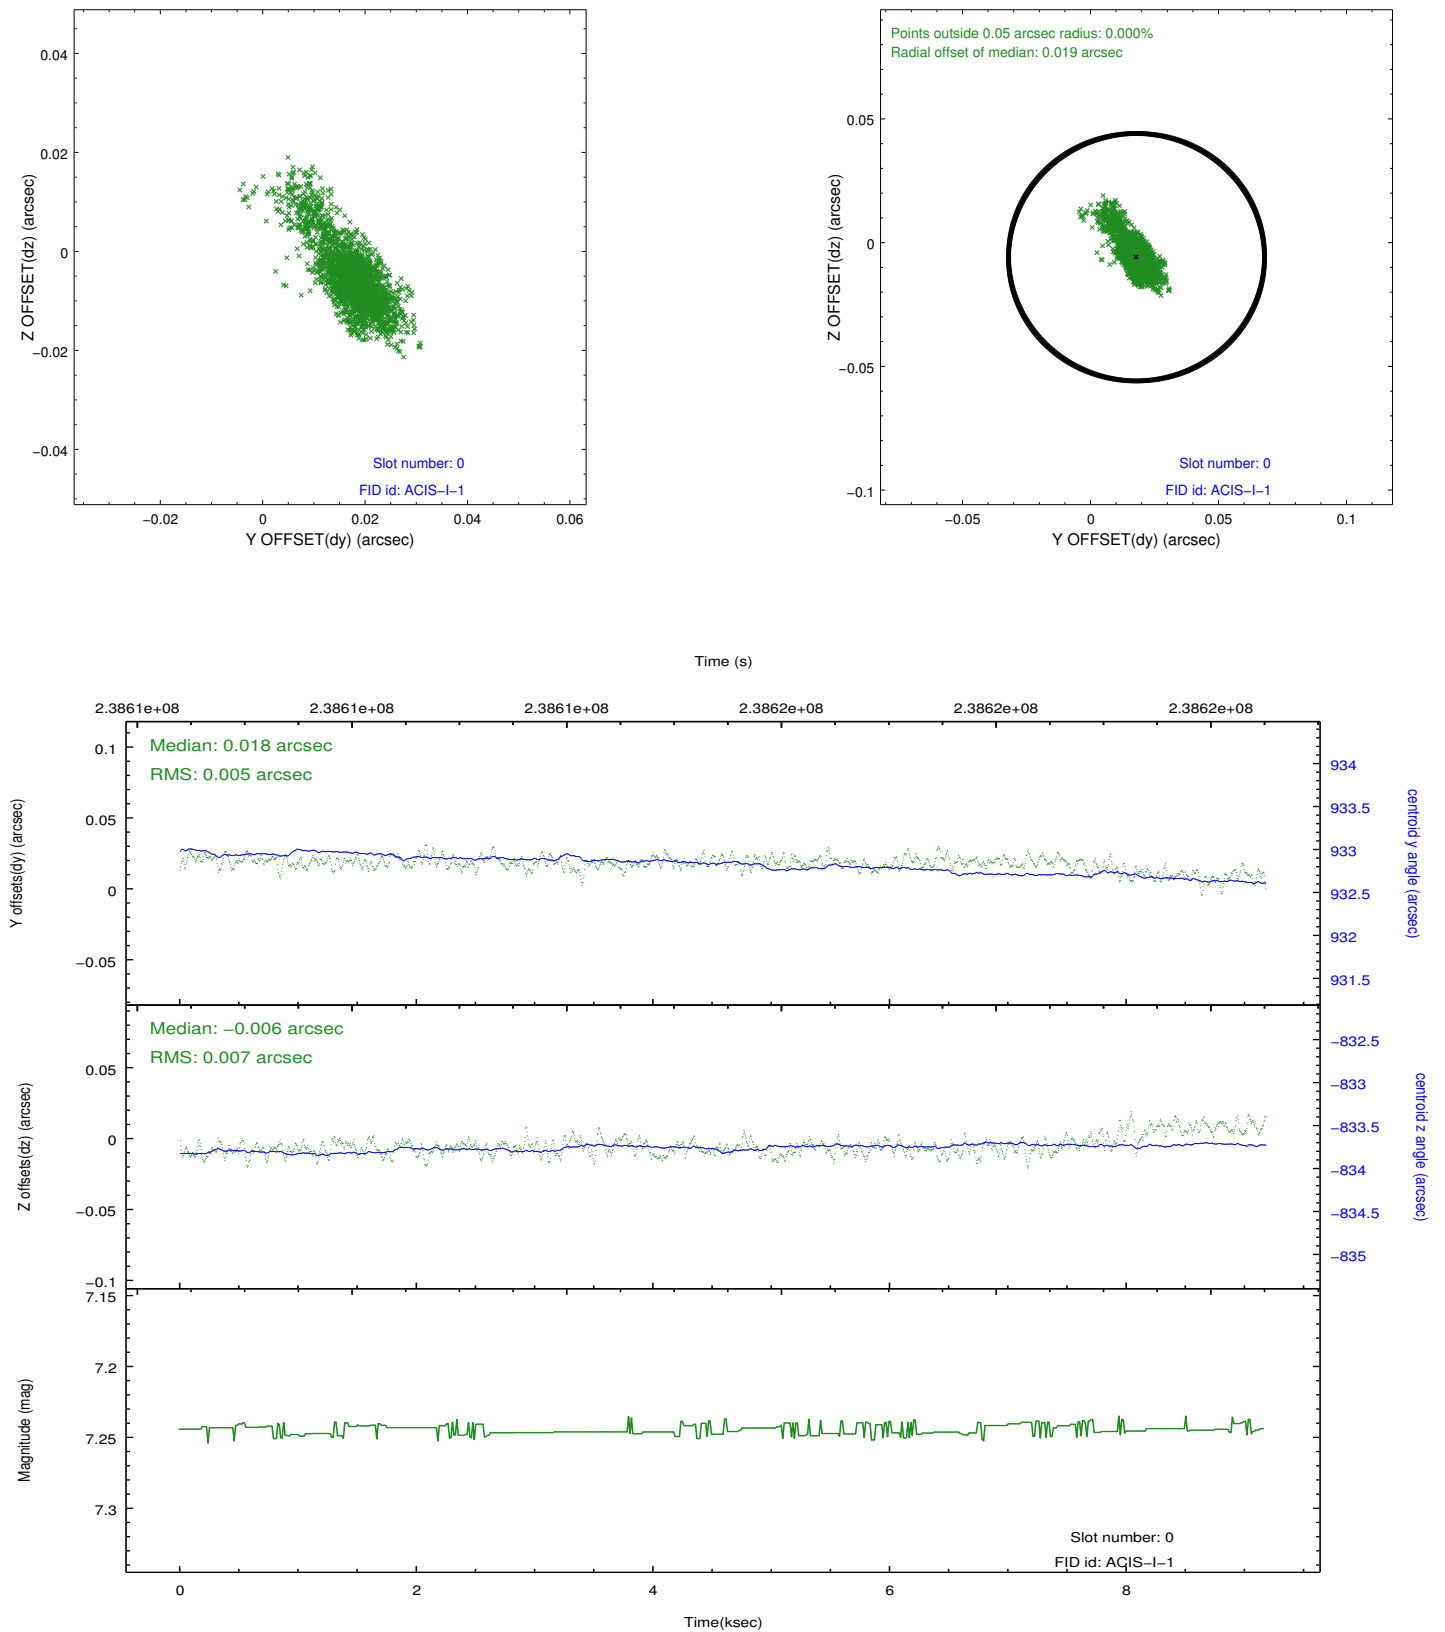 0.04
0.02
0
−0.02
−0.04
Z OFFSET(dz) (arcsec)
Slot number: 0
FID id: ACIS−I−1
−0.02 0 0.02 0.04 0.06
Y OFFSET(dy) (arcsec)
Points outside 0.05 arcsec radius: 0.000%
Radial offset of median: 0.019 arcsec
0.05
0
−0.05
−0.1
Z OFFSET(dz) (arcsec)
Slot number: 0
FID id: ACIS−I−1
−0.05 0 0.05 0.1
Y OFFSET(dy) (arcsec)
Time (s)
2.3861e+08 2.3861e+08 2.3861e+08 2.3862e+08 2.3862e+08 2.3862e+08
Median: 0.018 arcsec
RMS: 0.005 arcsec
0.1
0.05
0
−0.05
Y offsets(dy) (arcsec)
934
933.5
933
932.5
932
931.5
centroid y angle (arcsec)
Median: −0.006 arcsec
RMS: 0.007 arcsec
0.05
0
−0.05
−0.1
Z offsets(dz) (arcsec)
−832.5
−833
−833.5
−834
−834.5
−835
centroid z angle (arcsec)
7.15
7.2
7.25
7.3
Magnitude (mag)
Slot number: 0
FID id: ACIS−I−1
0 2 4 6 8
Time(ksec)